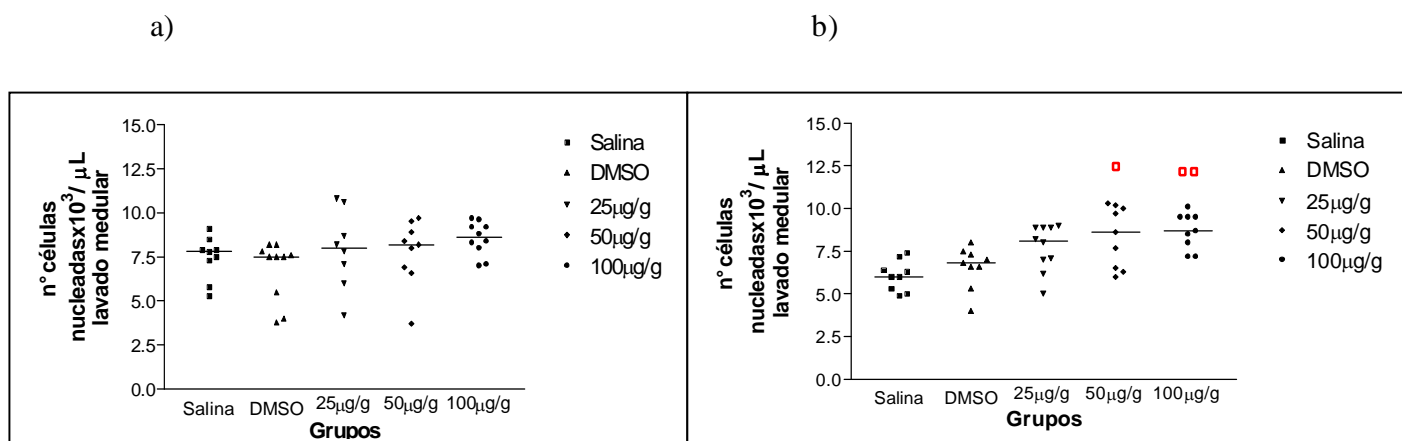 a)
b)
n° células
nucleadasx10³/ μL
lavado medular
15.0
12.5
10.0
7.5
5.0
2.5
0.0
Salina
DMSO
25μg/g
50μg/g
100μg/g
Grupos
Salina
DMSO
25μg/g
50μg/g
100μg/g
n° células
nucleadasx10³/ μL
lavado medular
15.0
12.5
10.0
7.5
5.0
2.5
0.0
Salina
DMSO
25μg/g
50μg/g
100μg/g
Grupos
Salina
DMSO
25μg/g
50μg/g
100μg/g